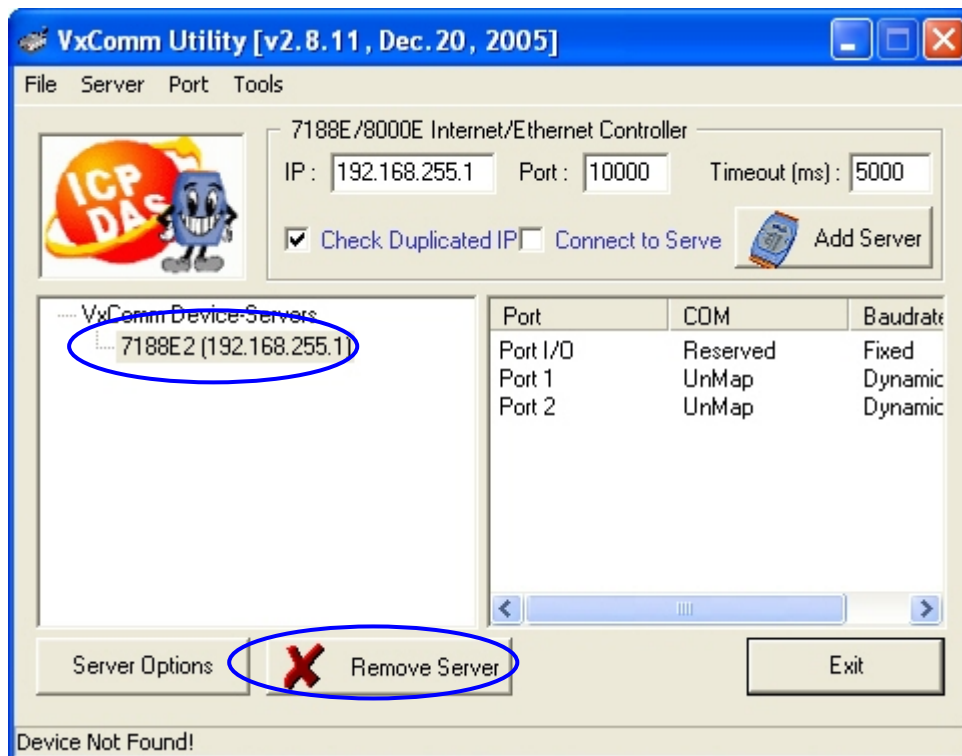 VxComm Utility [v2.8.11, Dec.20, 2005]
File Server Port Tools
ICP
DAS
7188E/8000E Internet/Ethernet Controller
IP : 192.168.255.1 Port : 10000 Timeout (ms) : 5000
Check Duplicated IP Connect to Serve Add Server
VxComm Device-Servers
7188E2 (192.168.255.1)
Port COM Baudrate
Port I/O Reserved Fixed
Port 1 UnMap Dynamic
Port 2 UnMap Dynamic
Server Options Remove Server Exit
Device Not Found!